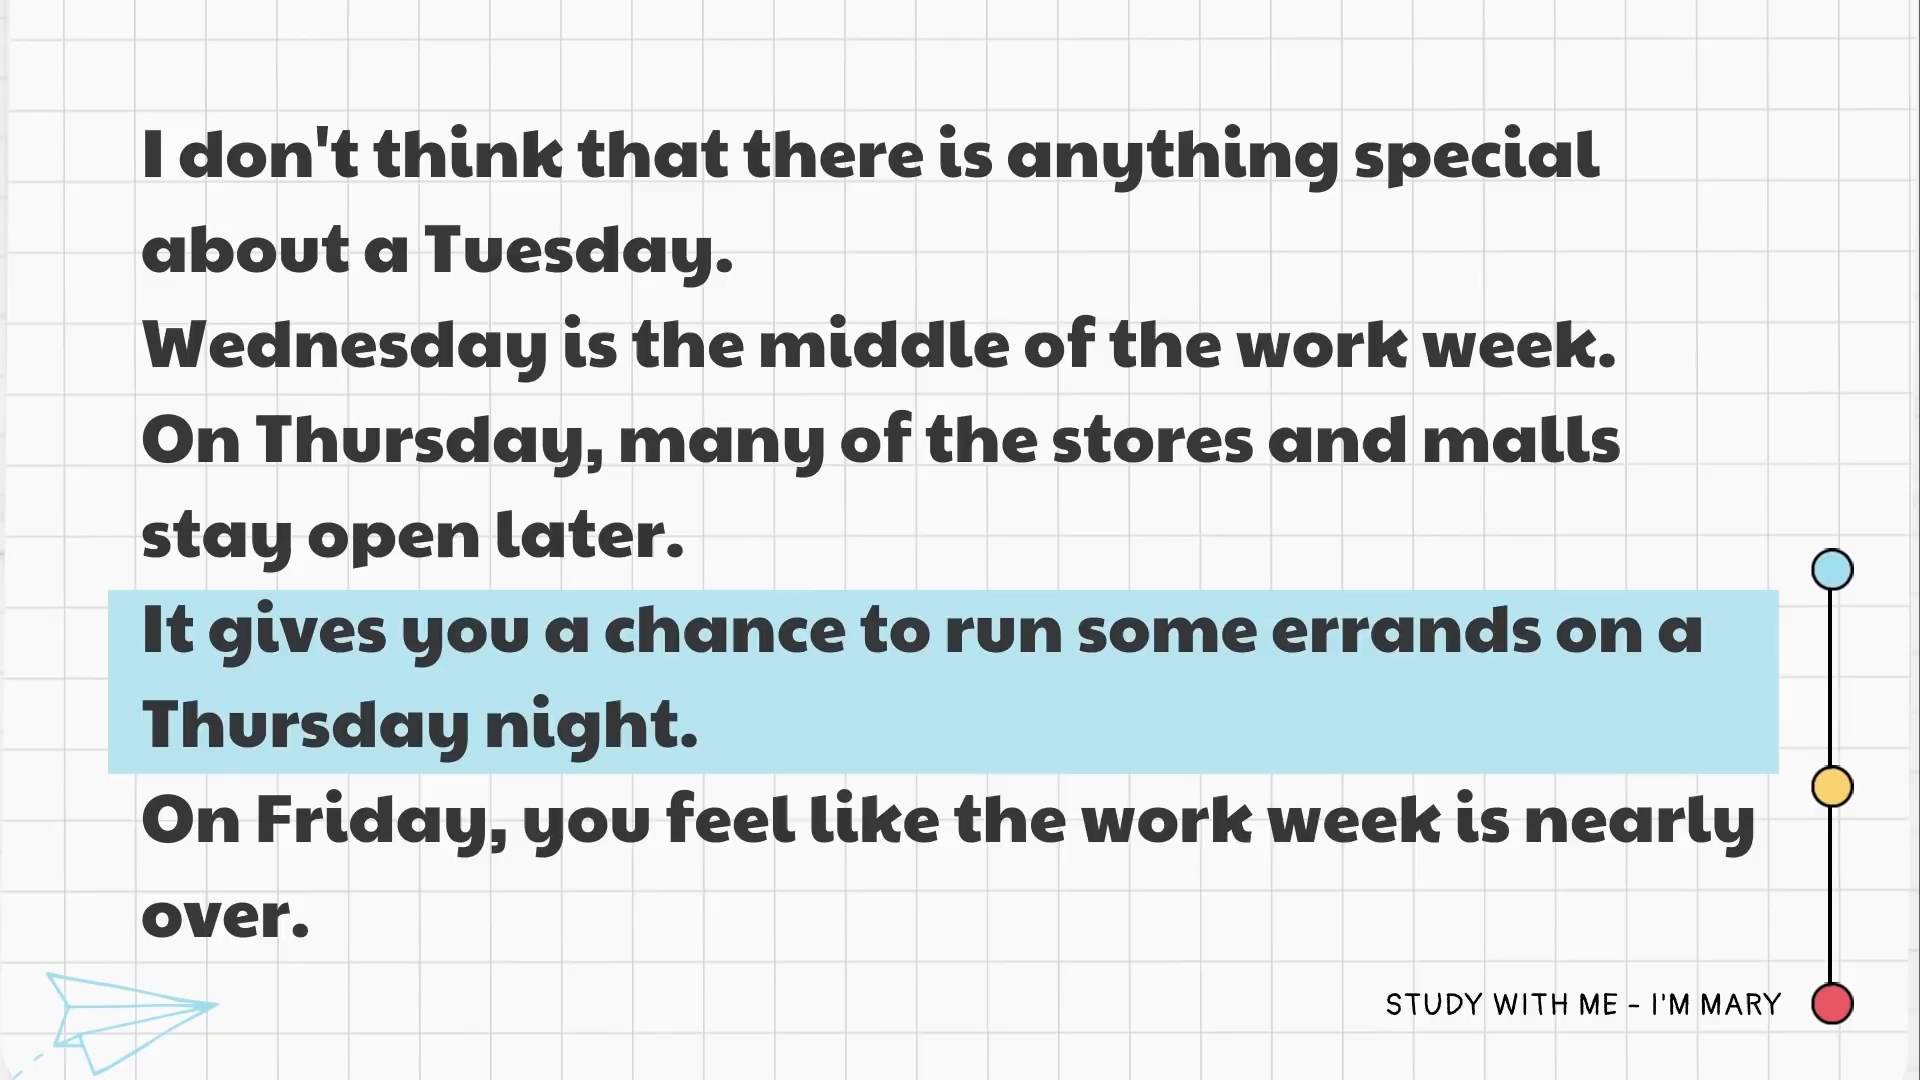 I don't think that there is anything special
about a Tuesday.
Wednesday is the middle of the work week.
On Thursday, many of the stores and malls
stay open later.
It gives you a chance to run some errands on a
Thursday night.
On Friday, you feel like the work week is nearly
over.
STUDY WITH ME - I'M MARY